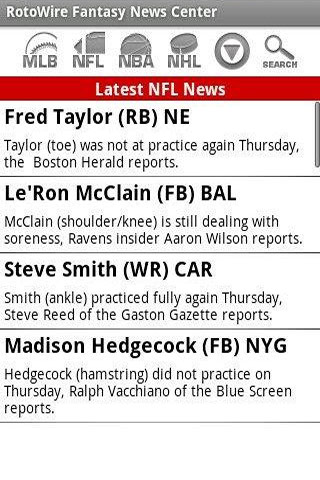 RotoWire Fantasy News Center
MLB NFL NBA NHL SEARCH
Latest NFL News
Fred Taylor (RB) NE
Taylor (toe) was not at practice again Thursday,
the  Boston Herald reports.
Le'Ron McClain (FB) BAL
McClain (shoulder/knee) is still dealing with
soreness, Ravens insider Aaron Wilson reports.
Steve Smith (WR) CAR
Smith (ankle) practiced fully again Thursday,
Steve Reed of the Gaston Gazette reports.
Madison Hedgecock (FB) NYG
Hedgecock (hamstring) did not practice on
Thursday, Ralph Vacchiano of the Blue Screen
reports.